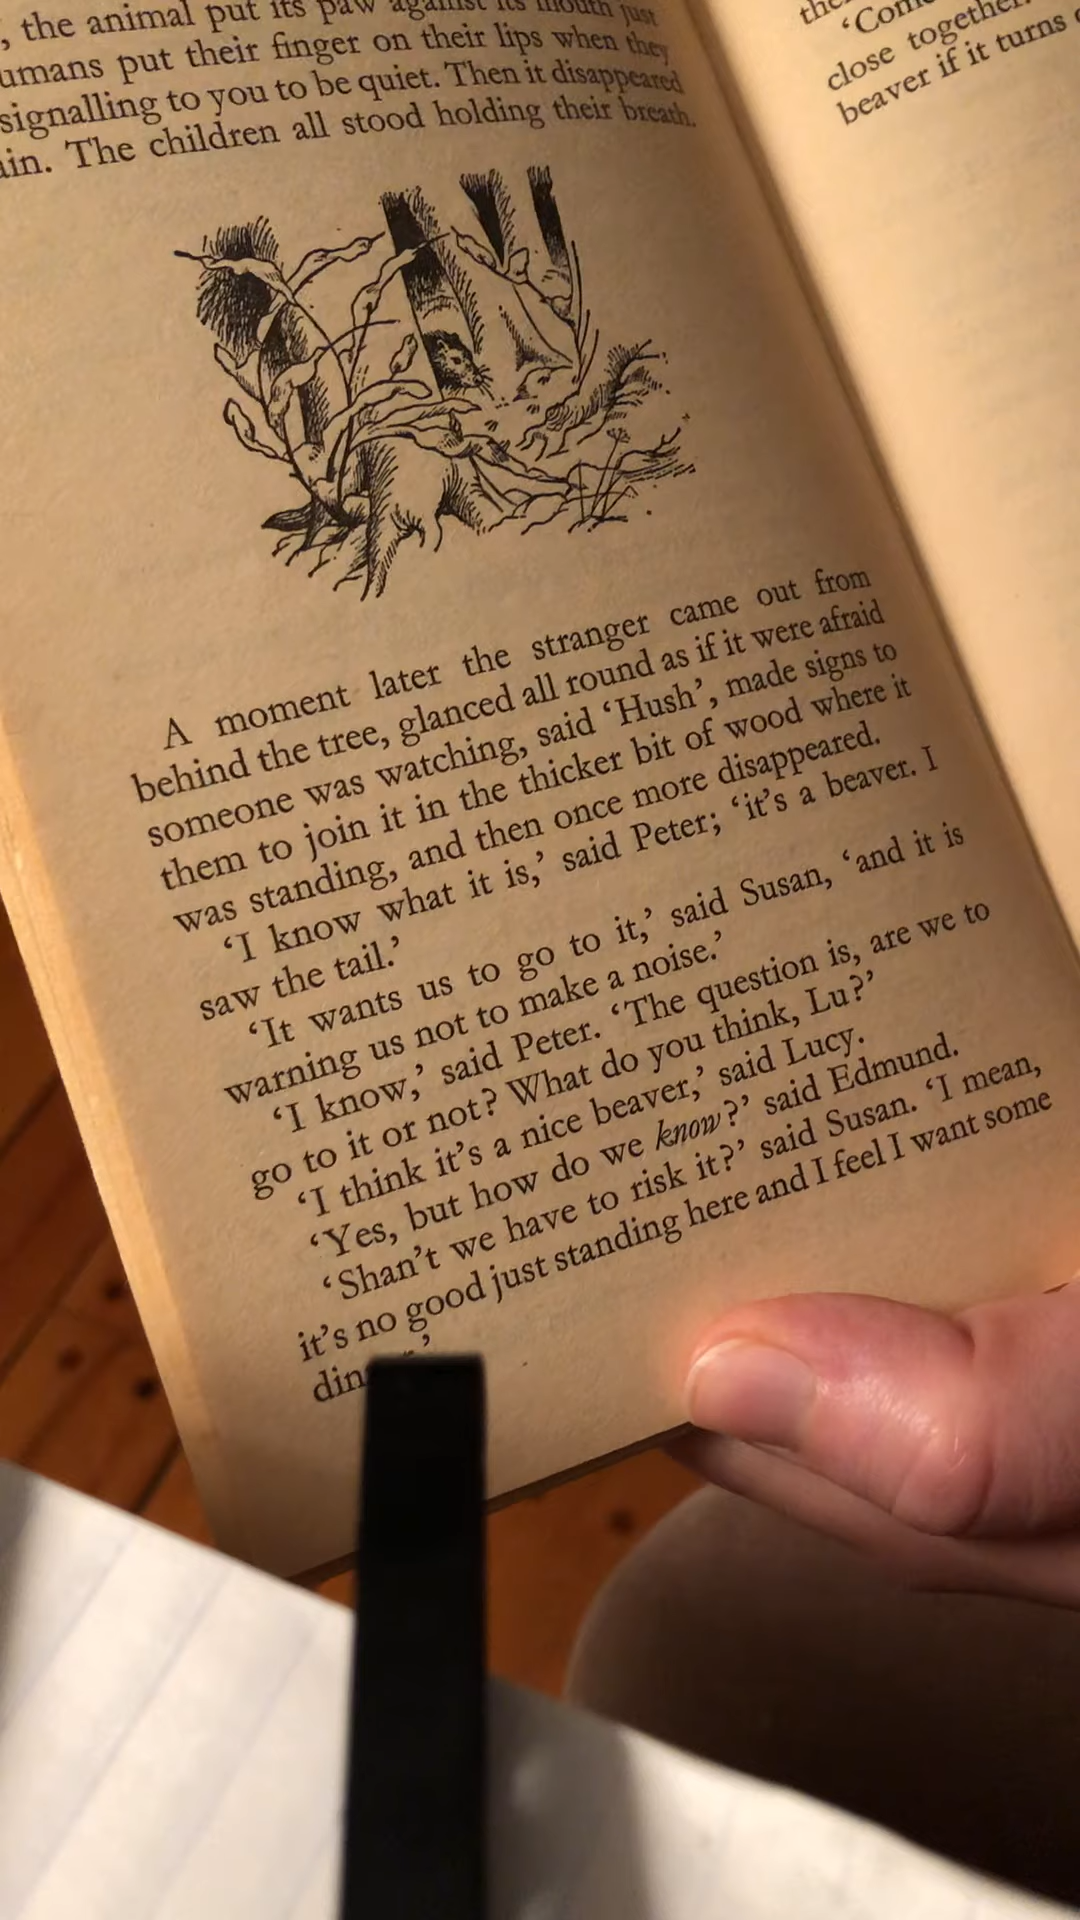 , the animal put its paw against its mouth just
umans put their finger on their lips when they
signalling to you to be quiet. Then it disappeared
ain. The children all stood holding their breath.
A moment later the stranger came out from
behind the tree, glanced all round as if it were afraid
someone was watching, said ‘Hush’, made signs to
them to join it in the thicker bit of wood where it
was standing, and then once more disappeared.
‘I know what it is,’ said Peter; ‘it’s a beaver. I
saw the tail.’
‘It wants us to go to it,’ said Susan, ‘and it is
warning us not to make a noise.’
‘I know,’ said Peter. ‘The question is, are we to
go to it or not? What do you think, Lu?’
‘I think it’s a nice beaver,’ said Lucy.
‘Yes, but how do we know?’ said Edmund.
‘Shan’t we have to risk it?’ said Susan. ‘I mean,
it’s no good just standing here and I feel I want some
‘Com
close together.
beaver if it turns